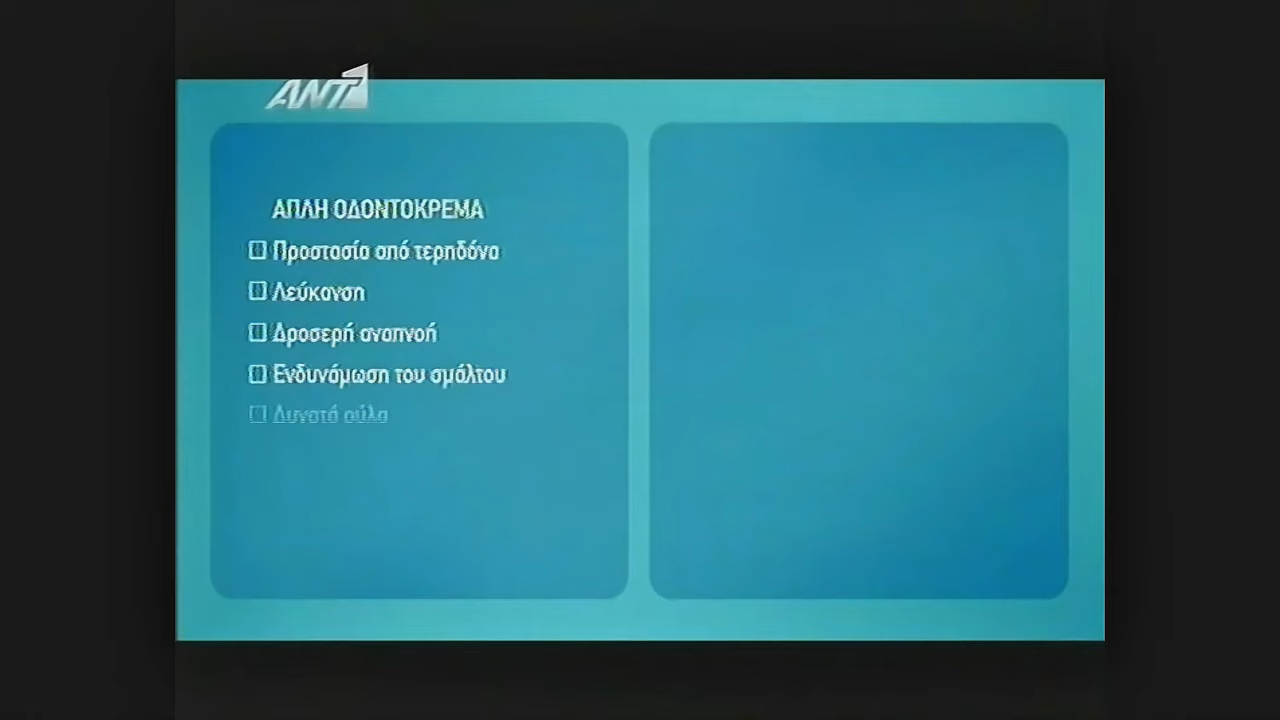 ANT1
ΑΠΛΗ ΟΔΟΝΤΟΚΡΕΜΑ
Προστασία από τερηδόνα
Λεύκανση
Δροσερή αναπνοή
Ενδυνάμωση του σμάλτου
Δυνατά ούλα